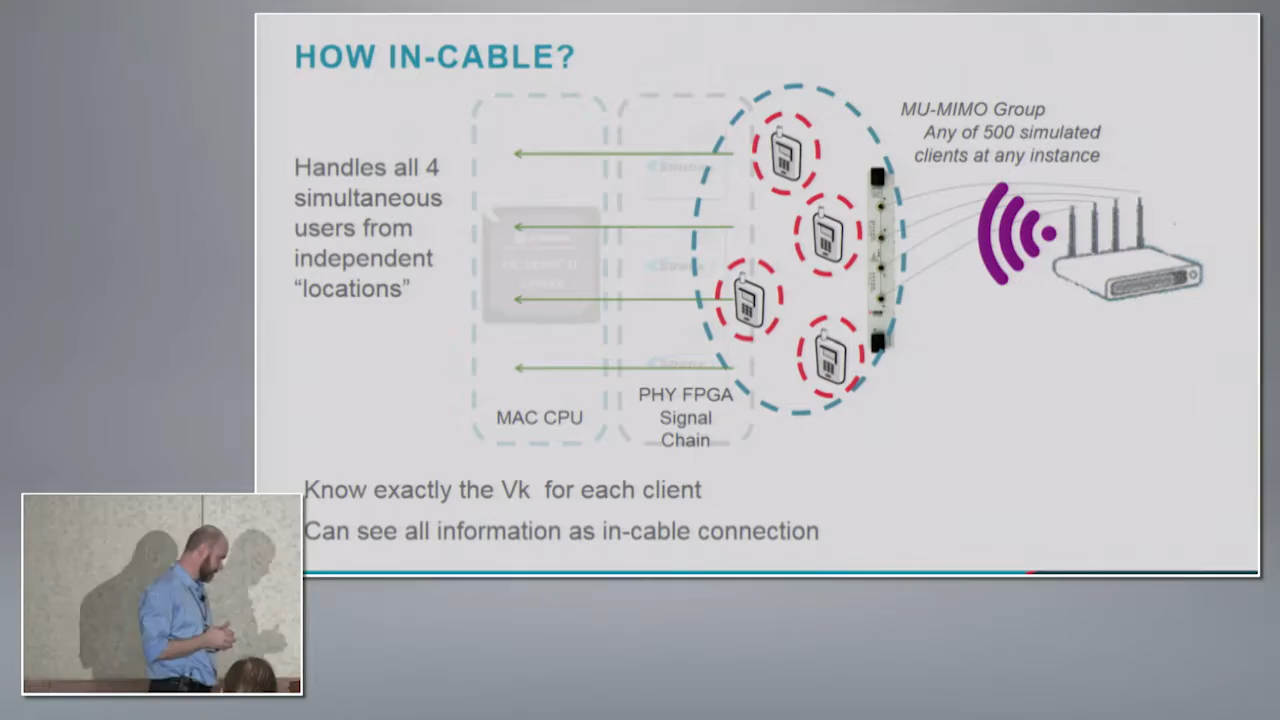 HOW IN-CABLE?
MU-MIMO Group
Any of 500 simulated
clients at any instance
Handles all 4
simultaneous
users from
independent
“locations”
MAC CPU
PHY FPGA
Signal
Chain
Know exactly the Vk for each client
Can see all information as in-cable connection